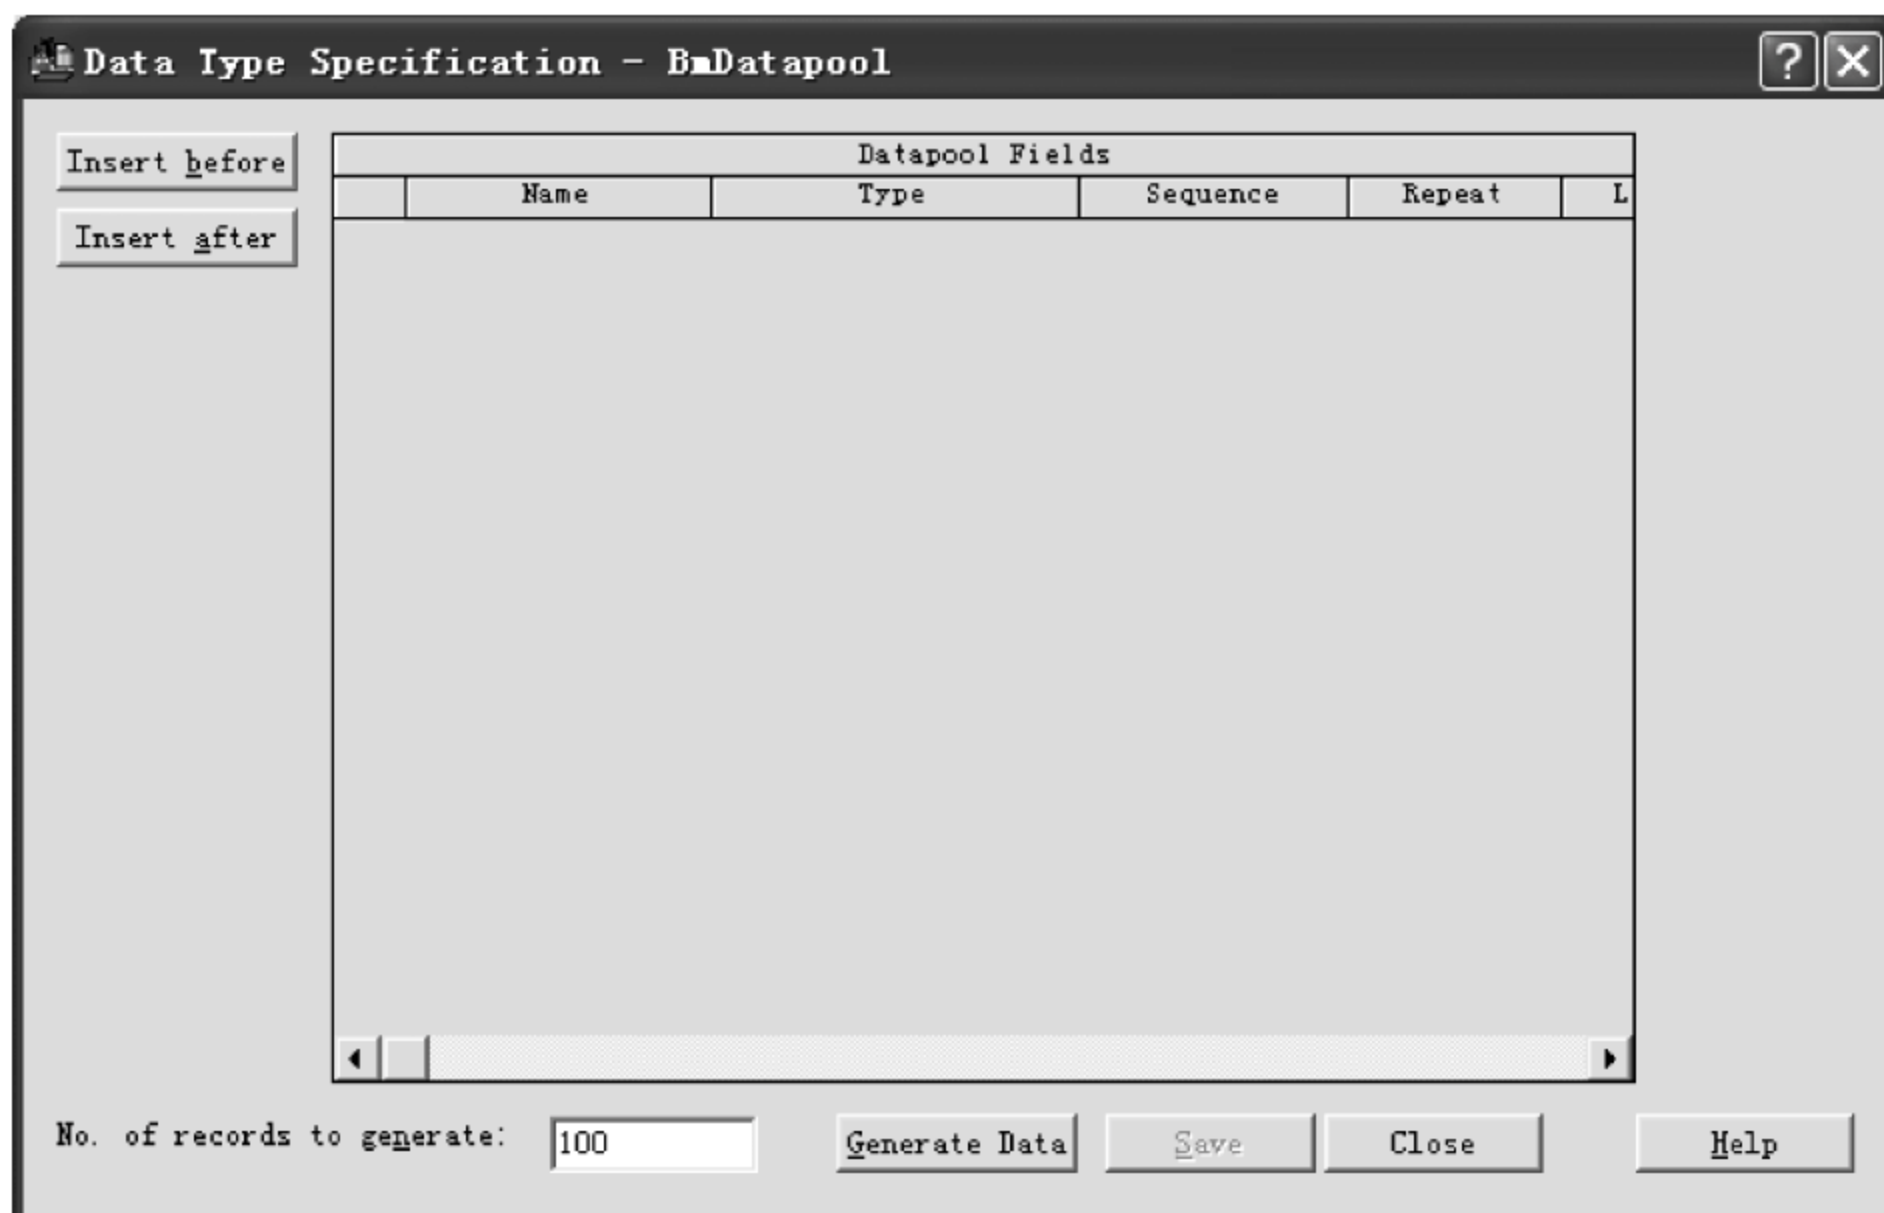 Data Type Specification - BmDatapool
Insert before
Insert after
Datapool Fields
Name Type Sequence Repeat L
No. of records to generate: 100
Generate Data Save Close Help